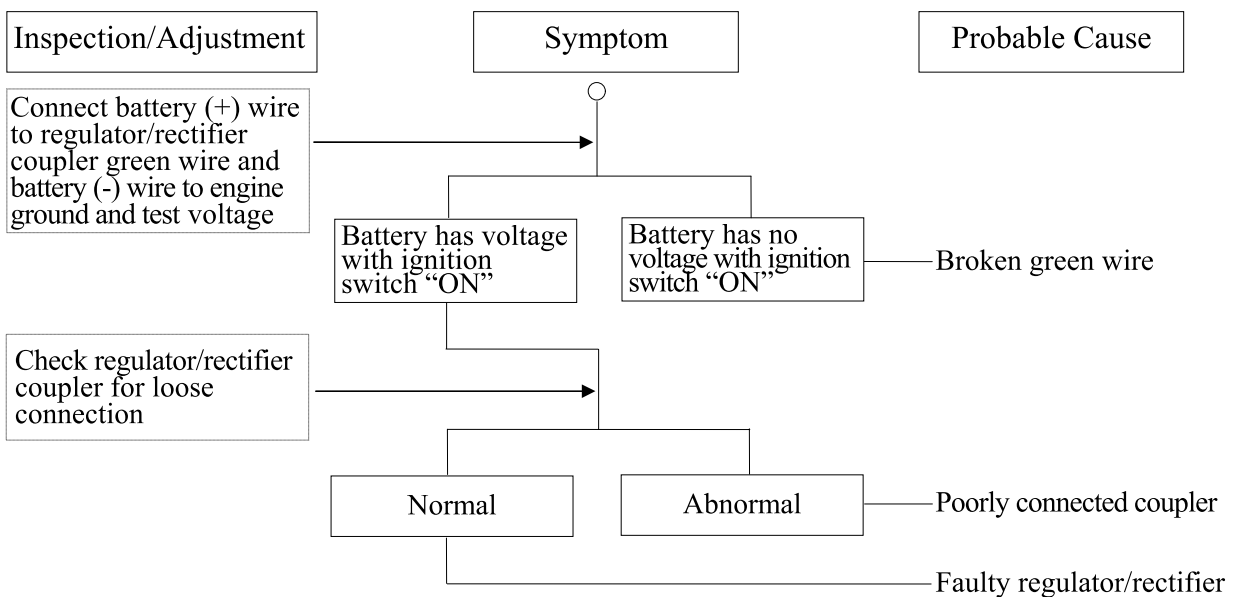 Inspection/Adjustment
Symptom
Probable Cause
Connect battery (+) wire
to regulator/rectifier
coupler green wire and
battery (-) wire to engine
ground and test voltage
Battery has voltage
with ignition
switch “ON”
Battery has no
voltage with ignition
switch “ON”
Broken green wire
Check regulator/rectifier
coupler for loose
connection
Normal
Abnormal
Poorly connected coupler
Faulty regulator/rectifier